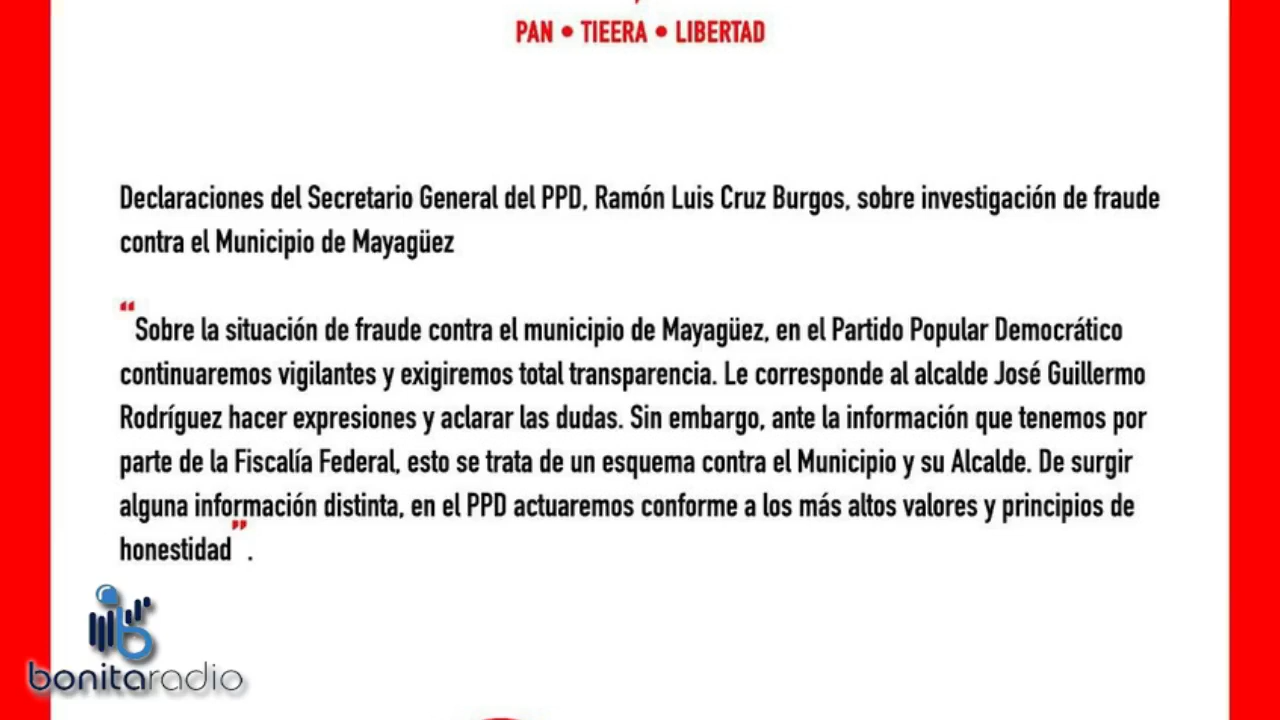 PAN • TIEERA • LIBERTAD
Declaraciones del Secretario General del PPD, Ramón Luis Cruz Burgos, sobre investigación de fraude
contra el Municipio de Mayagüez
“Sobre la situación de fraude contra el municipio de Mayagüez, en el Partido Popular Democrático
continuaremos vigilantes y exigiremos total transparencia. Le corresponde al alcalde José Guillermo
Rodríguez hacer expresiones y aclarar las dudas. Sin embargo, ante la información que tenemos por
parte de la Fiscalía Federal, esto se trata de un esquema contra el Municipio y su Alcalde. De surgir
alguna información distinta, en el PPD actuaremos conforme a los más altos valores y principios de
honestidad”.
bonitaradio